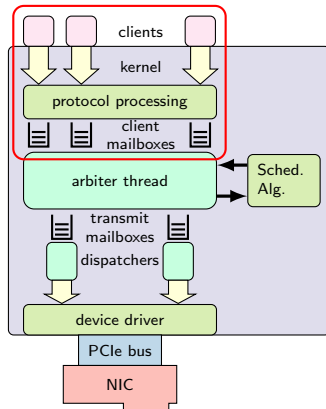 clients
kernel
protocol processing
client
mailboxes
arbiter thread
Sched.
Alg.
transmit
mailboxes
dispatchers
device driver
PCIe bus
NIC